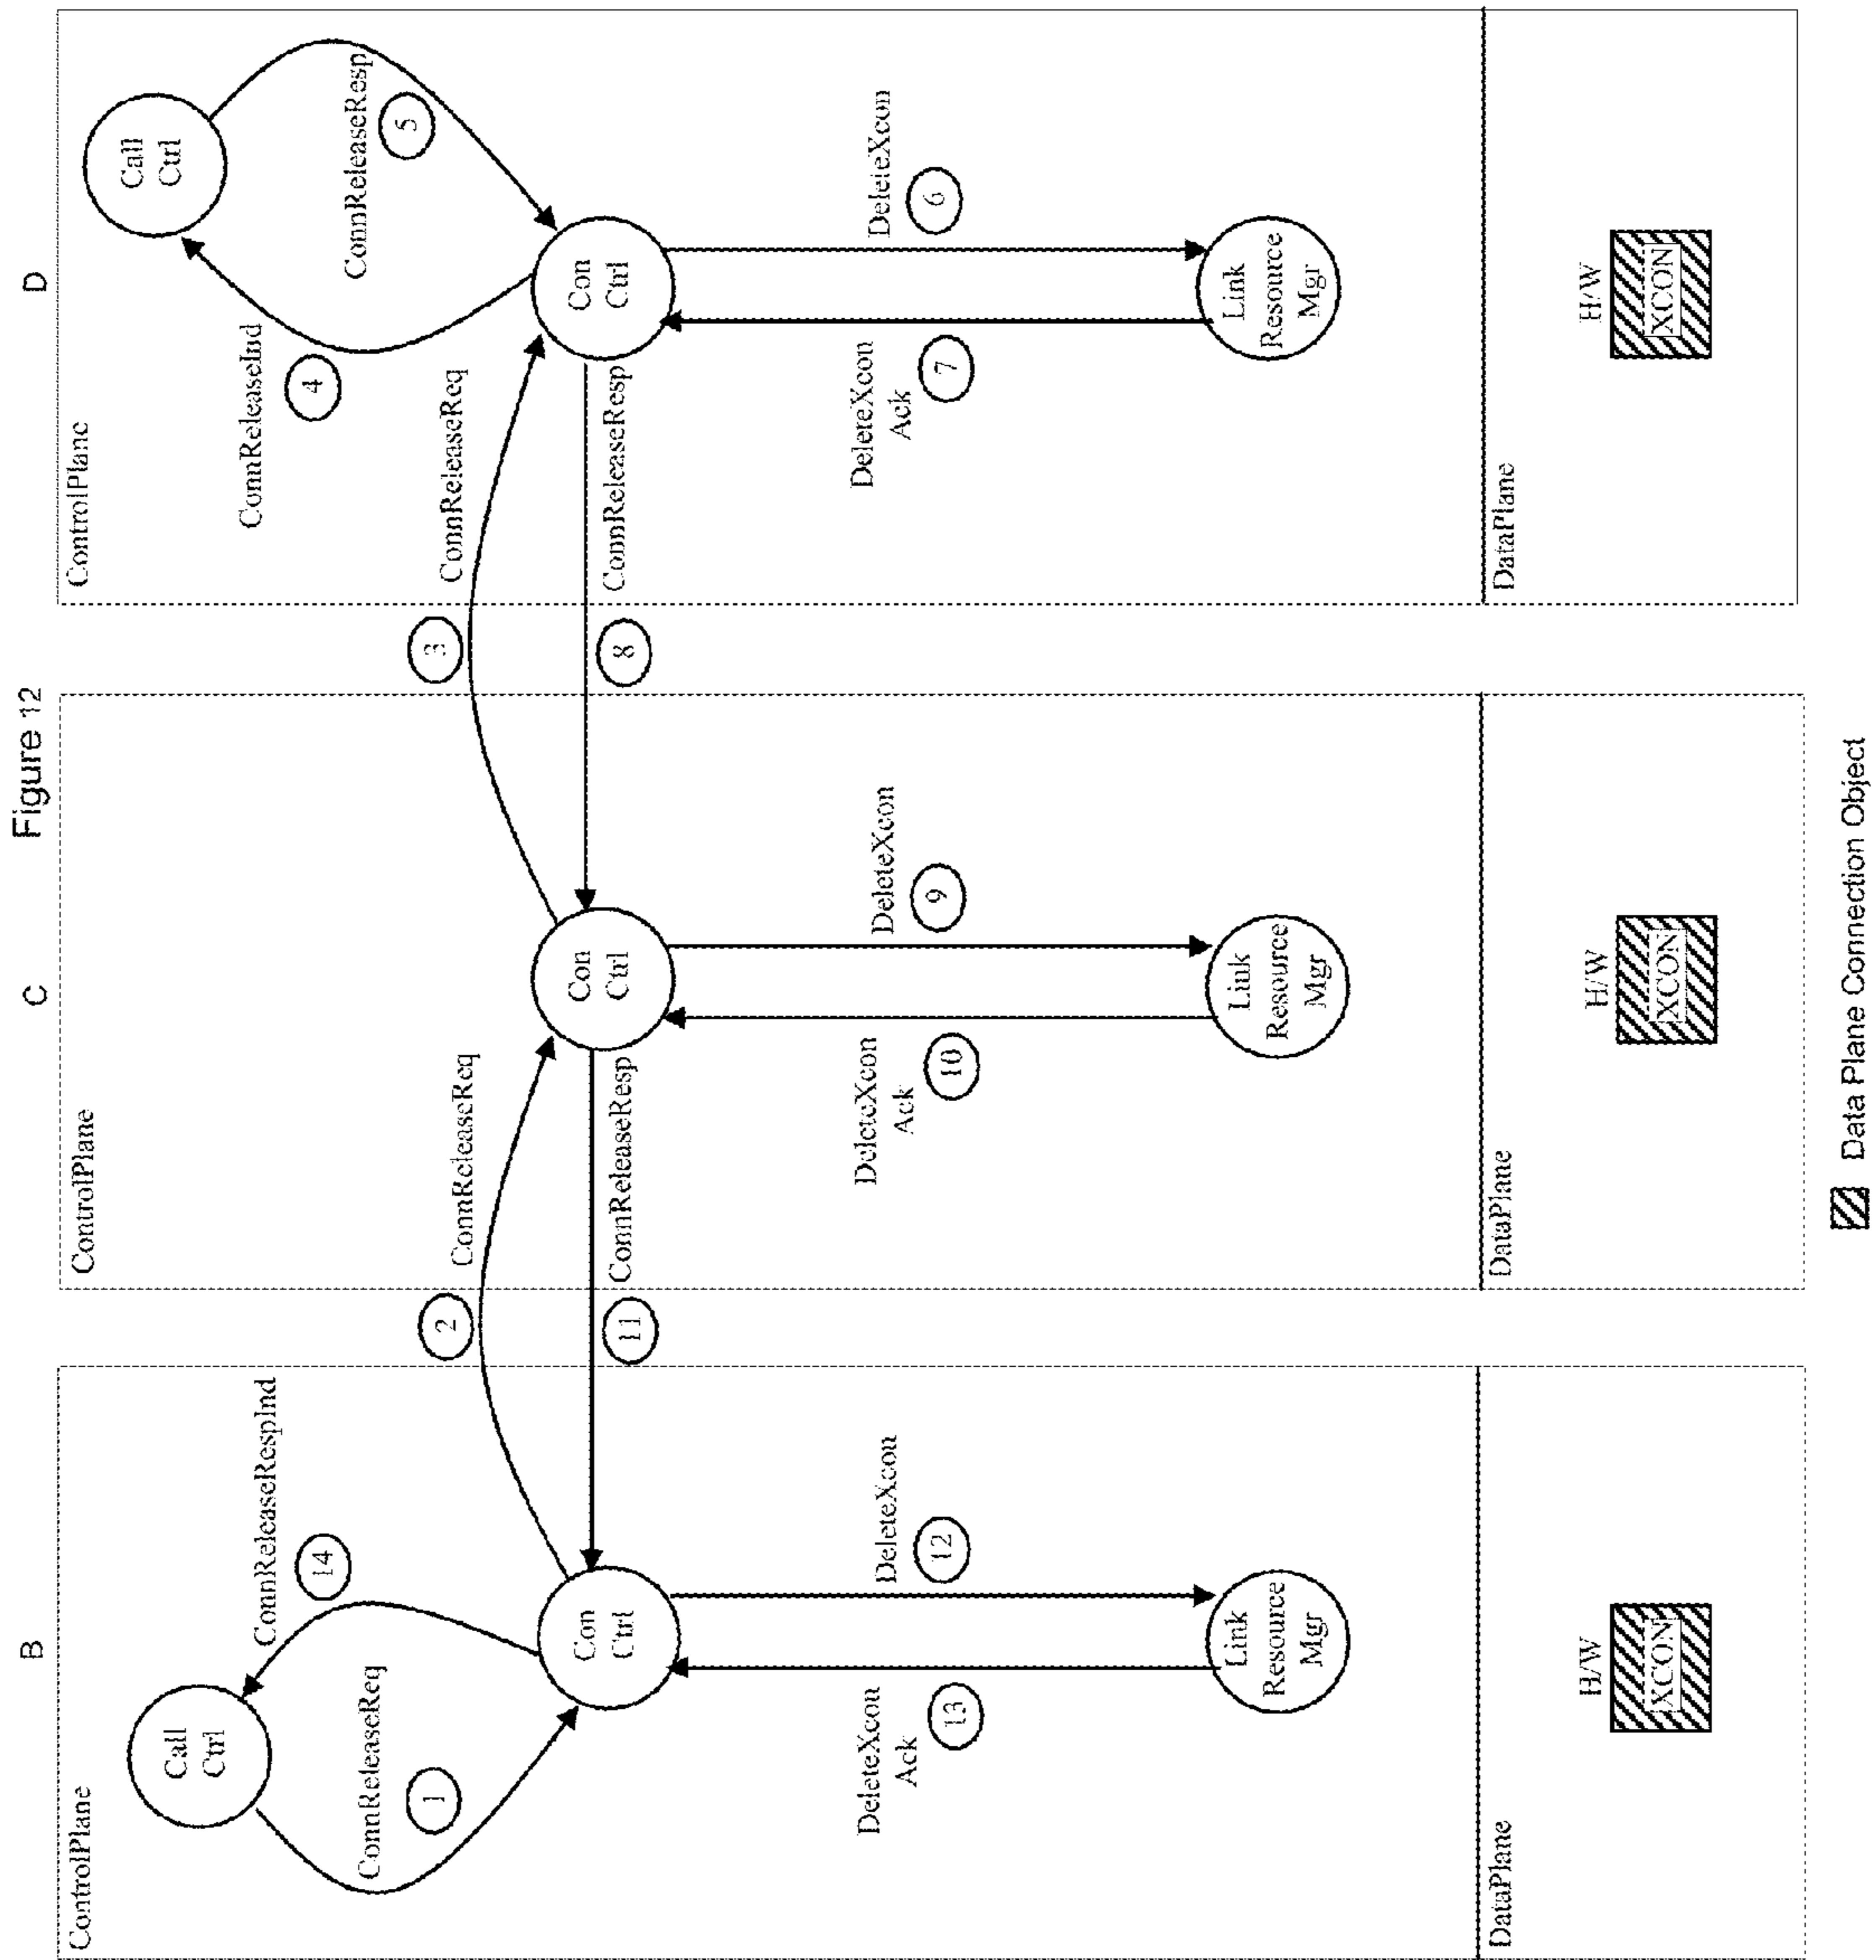 Figure 12
B
C
D
ControlPlane
Call
Ctrl
ConnReleaseReq
1
ConnReleaseRespInd
14
Con
Ctrl
DeleteXcon
12
DeleteXcon
Ack
13
Link
Resource
Mgr
DataPlane
H/W
XCON
ConnReleaseReq
2
ConnReleaseResp
11
ControlPlane
Con
Ctrl
DeleteXcon
9
DeleteXcon
Ack
10
Link
Resource
Mgr
DataPlane
H/W
XCON
ConnReleaseReq
3
ConnReleaseResp
8
ControlPlane
Call
Ctrl
ConnReleaseInd
4
ConnReleaseResp
5
Con
Ctrl
DeleteXcon
6
DeleteXcon
Ack
7
Link
Resource
Mgr
DataPlane
H/W
XCON
Data Plane Connection Object